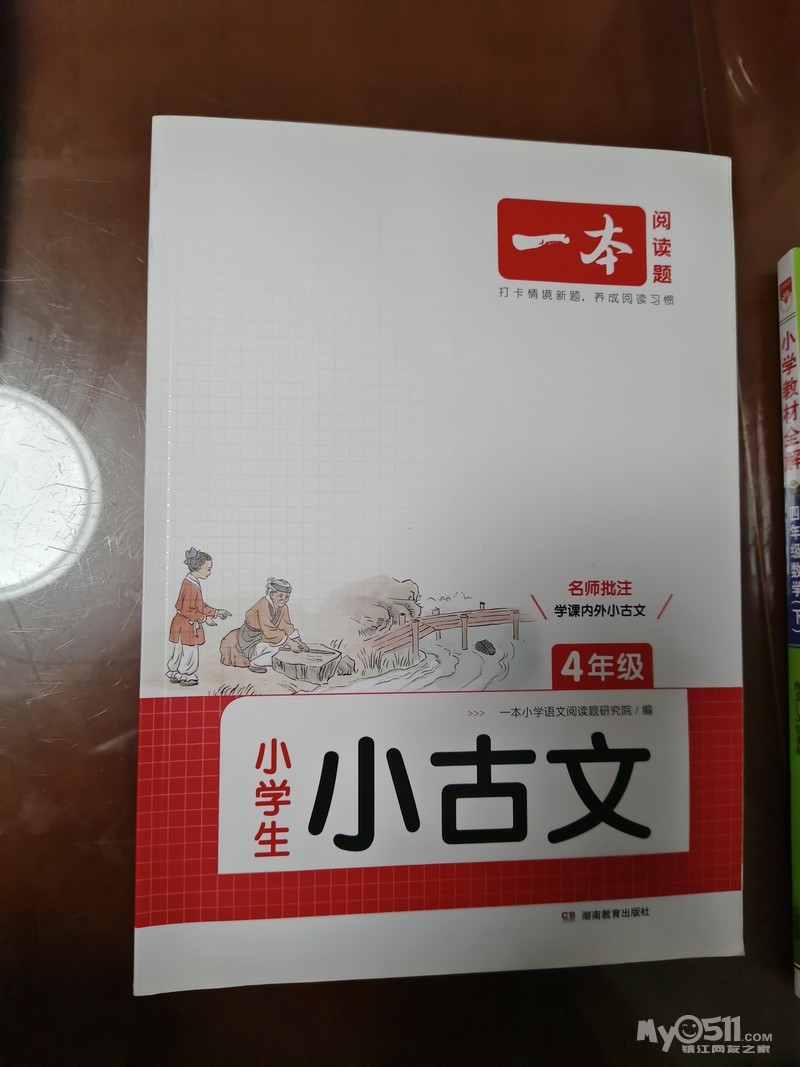 一本
阅读题
打卡情境新题，养成阅读习惯
名师批注
学课内外小古文
4年级
>>> 一本小学语文阅读题研究院/编
小学生
小古文
湖南教育出版社
小学教材全解
四年级数学(下)
MyO511.COM
镇江网友之家